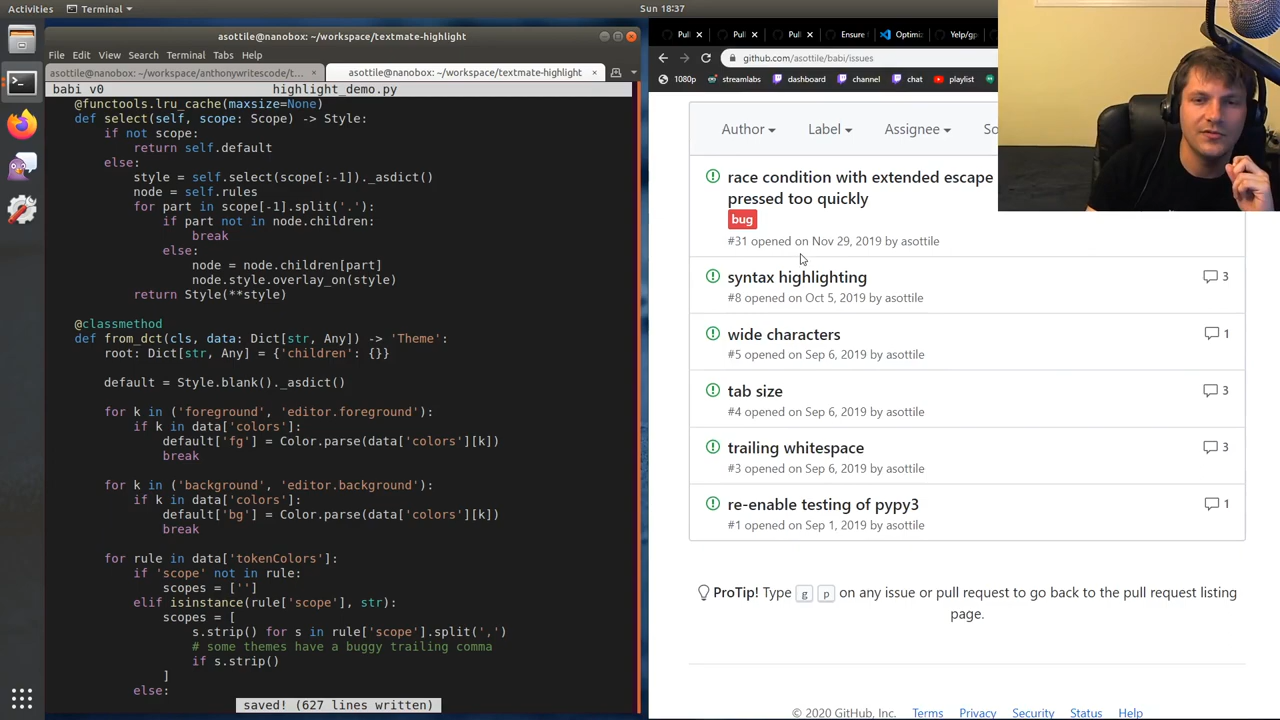 Activities Terminal Sun 18:37
asottile@nanobox: ~/workspace/textmate-highlight
File Edit View Search Terminal Tabs Help
asottile@nanobox: ~/workspace/anthonywritescode/t... × asottile@nanobox: ~/workspace/textmate-highlight ×
babi v0 highlight_demo.py
@functools.lru_cache(maxsize=None)
def select(self, scope: Scope) -> Style:
if not scope:
return self.default
else:
style = self.select(scope[:-1])._asdict()
node = self.rules
for part in scope[-1].split('.'):
if part not in node.children:
break
else:
node = node.children[part]
node.style.overlay_on(style)
return Style(**style)
@classmethod
def from_dct(cls, data: Dict[str, Any]) -> 'Theme':
root: Dict[str, Any] = {'children': {}}
default = Style.blank()._asdict()
for k in ('foreground', 'editor.foreground'):
if k in data['colors']:
default['fg'] = Color.parse(data['colors'][k])
break
for k in ('background', 'editor.background'):
if k in data['colors']:
default['bg'] = Color.parse(data['colors'][k])
break
for rule in data['tokenColors']:
if 'scope' not in rule:
scopes = ['']
elif isinstance(rule['scope'], str):
scopes = [
s.strip() for s in rule['scope'].split(',')
# some themes have a buggy trailing comma
if s.strip()
]
else:
saved! (627 lines written)
Pull × Pull × Pull × Ensure t Optimi Yelp/g
github.com/asottile/babi/issues
1080p streamlabs dashboard channel chat playlist
Author Label Assignee So
race condition with extended escape
pressed too quickly
bug
#31 opened on Nov 29, 2019 by asottile
syntax highlighting 3
#8 opened on Oct 5, 2019 by asottile
wide characters 1
#5 opened on Sep 6, 2019 by asottile
tab size 3
#4 opened on Sep 6, 2019 by asottile
trailing whitespace 3
#3 opened on Sep 6, 2019 by asottile
re-enable testing of pypy3 1
#1 opened on Sep 1, 2019 by asottile
ProTip! Type g p on any issue or pull request to go back to the pull request listing
page.
© 2020 GitHub, Inc. Terms Privacy Security Status Help